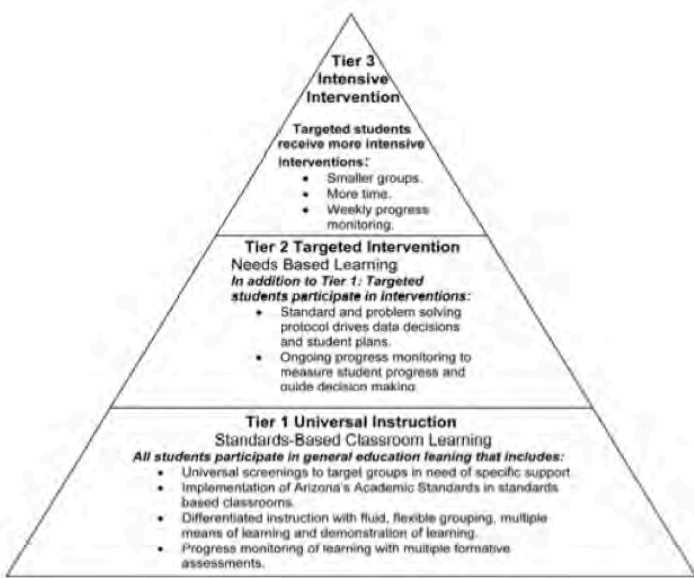 Tier 3
Intensive
Intervention
Targeted students
receive more intensive
interventions:
• Smaller groups.
• More time.
• Weekly progress
monitoring.
Tier 2 Targeted Intervention
Needs Based Learning
In addition to Tier 1: Targeted
students participate in interventions:
• Standard and problem solving
protocol drives data decisions
and student plans.
• Ongoing progress monitoring to
measure student progress and
guide decision making.
Tier 1 Universal Instruction
Standards-Based Classroom Learning
All students participate in general education leaning that includes:
• Universal screenings to target groups in need of specific support
• Implementation of Arizona's Academic Standards in standards
based classrooms.
• Differentiated instruction with fluid, flexible grouping, multiple
means of learning and demonstration of learning.
• Progress monitoring of learning with multiple formative
assessments.